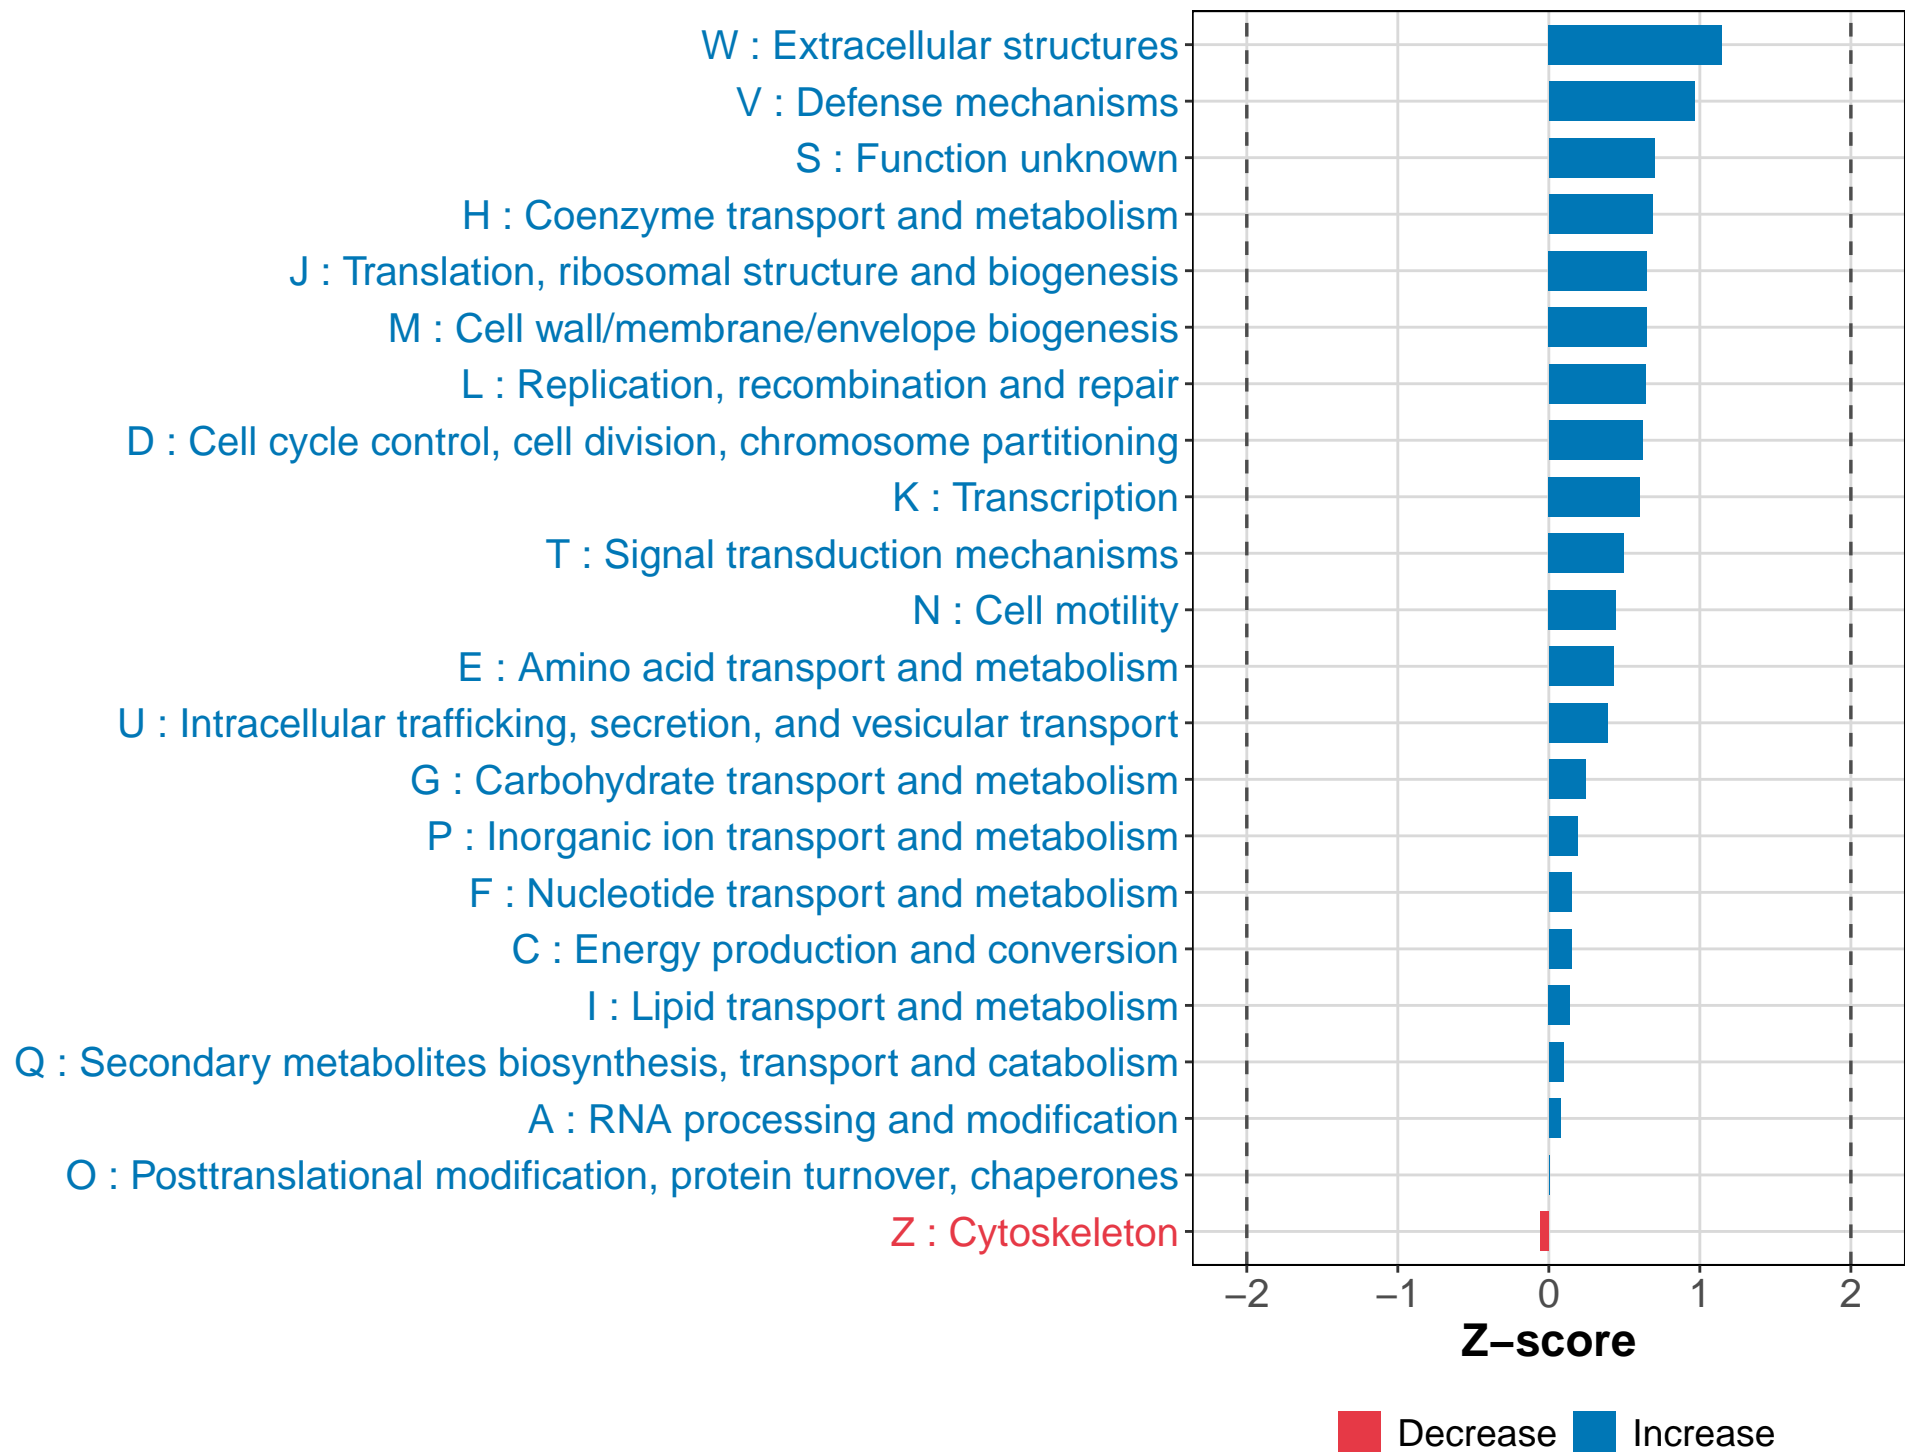 W : Extracellular structures
V : Defense mechanisms
S : Function unknown
H : Coenzyme transport and metabolism
J : Translation, ribosomal structure and biogenesis
M : Cell wall/membrane/envelope biogenesis
L : Replication, recombination and repair
D : Cell cycle control, cell division, chromosome partitioning
K : Transcription
T : Signal transduction mechanisms
N : Cell motility
E : Amino acid transport and metabolism
U : Intracellular trafficking, secretion, and vesicular transport
G : Carbohydrate transport and metabolism
P : Inorganic ion transport and metabolism
F : Nucleotide transport and metabolism
C : Energy production and conversion
I : Lipid transport and metabolism
Q : Secondary metabolites biosynthesis, transport and catabolism
A : RNA processing and modification
O : Posttranslational modification, protein turnover, chaperones
Z : Cytoskeleton
−2 −1 0 1 2
Z−score
Decrease Increase